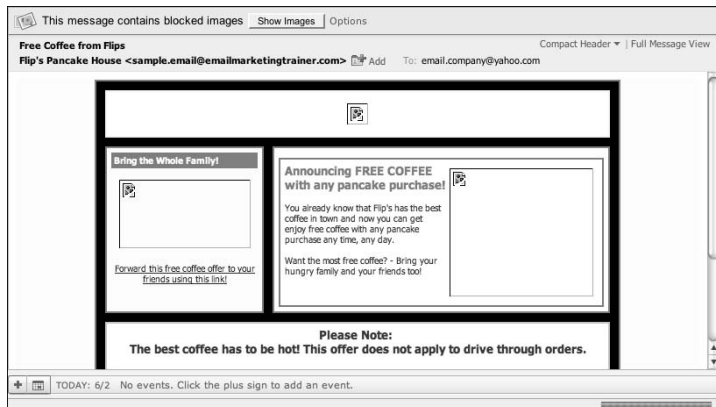 This message contains blocked images Show Images Options
Free Coffee from Flips
Compact Header | Full Message View
Flip's Pancake House <sample.email@emailmarketingtrainer.com> Add To: email.company@yahoo.com
Bring the Whole Family!
Forward this free coffee offer to your
friends using this link!
Announcing FREE COFFEE
with any pancake purchase!
You already know that Flip's has the best
coffee in town and now you can get
enjoy free coffee with any pancake
purchase any time, any day.
Want the most free coffee? - Bring your
hungry family and your friends too!
Please Note:
The best coffee has to be hot! This offer does not apply to drive through orders.
TODAY: 6/2 No events. Click the plus sign to add an event.